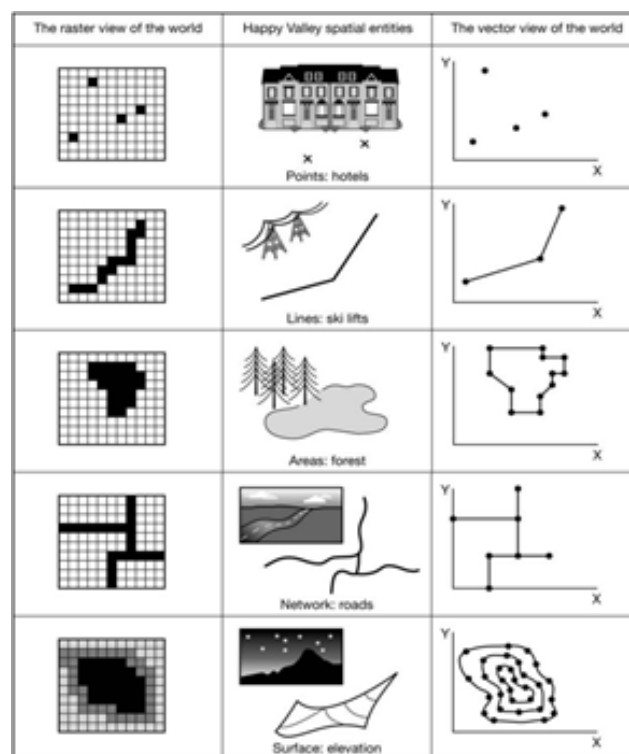 The raster view of the world
Happy Valley spatial entities
The vector view of the world
Y
X
Points: hotels
Y
X
Lines: ski lifts
Y
X
Areas: forest
Y
X
Network: roads
Y
X
Surface: elevation